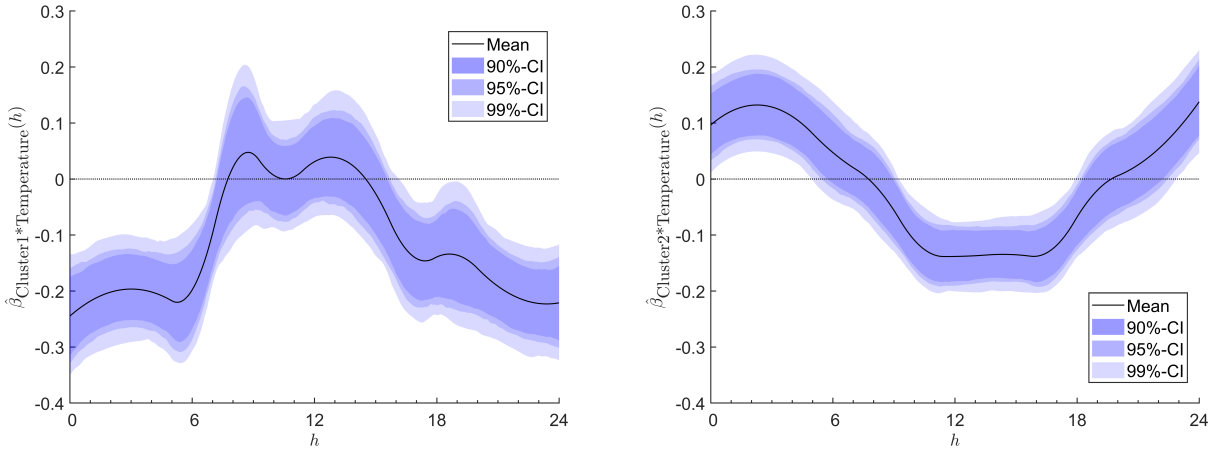 0.3
0.2
0.1
0
-0.1
-0.2
-0.3
-0.4
0
6
12
18
24
h
β̂Cluster1*Temperature(h)
Mean
90%-CI
95%-CI
99%-CI
0.3
0.2
0.1
0
-0.1
-0.2
-0.3
-0.4
0
6
12
18
24
h
β̂Cluster2*Temperature(h)
Mean
90%-CI
95%-CI
99%-CI